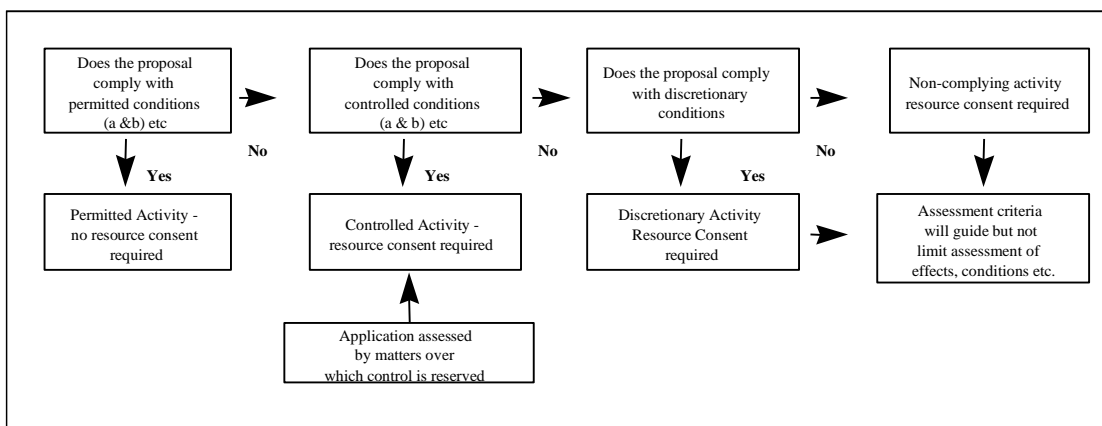 Does the proposal
comply with
permitted conditions
(a &b) etc
No
Yes
Permitted Activity -
no resource consent
required
Does the proposal
comply with
controlled conditions
(a & b) etc
No
Yes
Controlled Activity -
resource consent
required
Application assessed
by matters over
which control is reserved
Does the proposal comply
with discretionary
conditions
No
Yes
Discretionary Activity
Resource Consent
required
Non-complying activity
resource consent required
Assessment criteria
will guide but not
limit assessment of
effects, conditions etc.